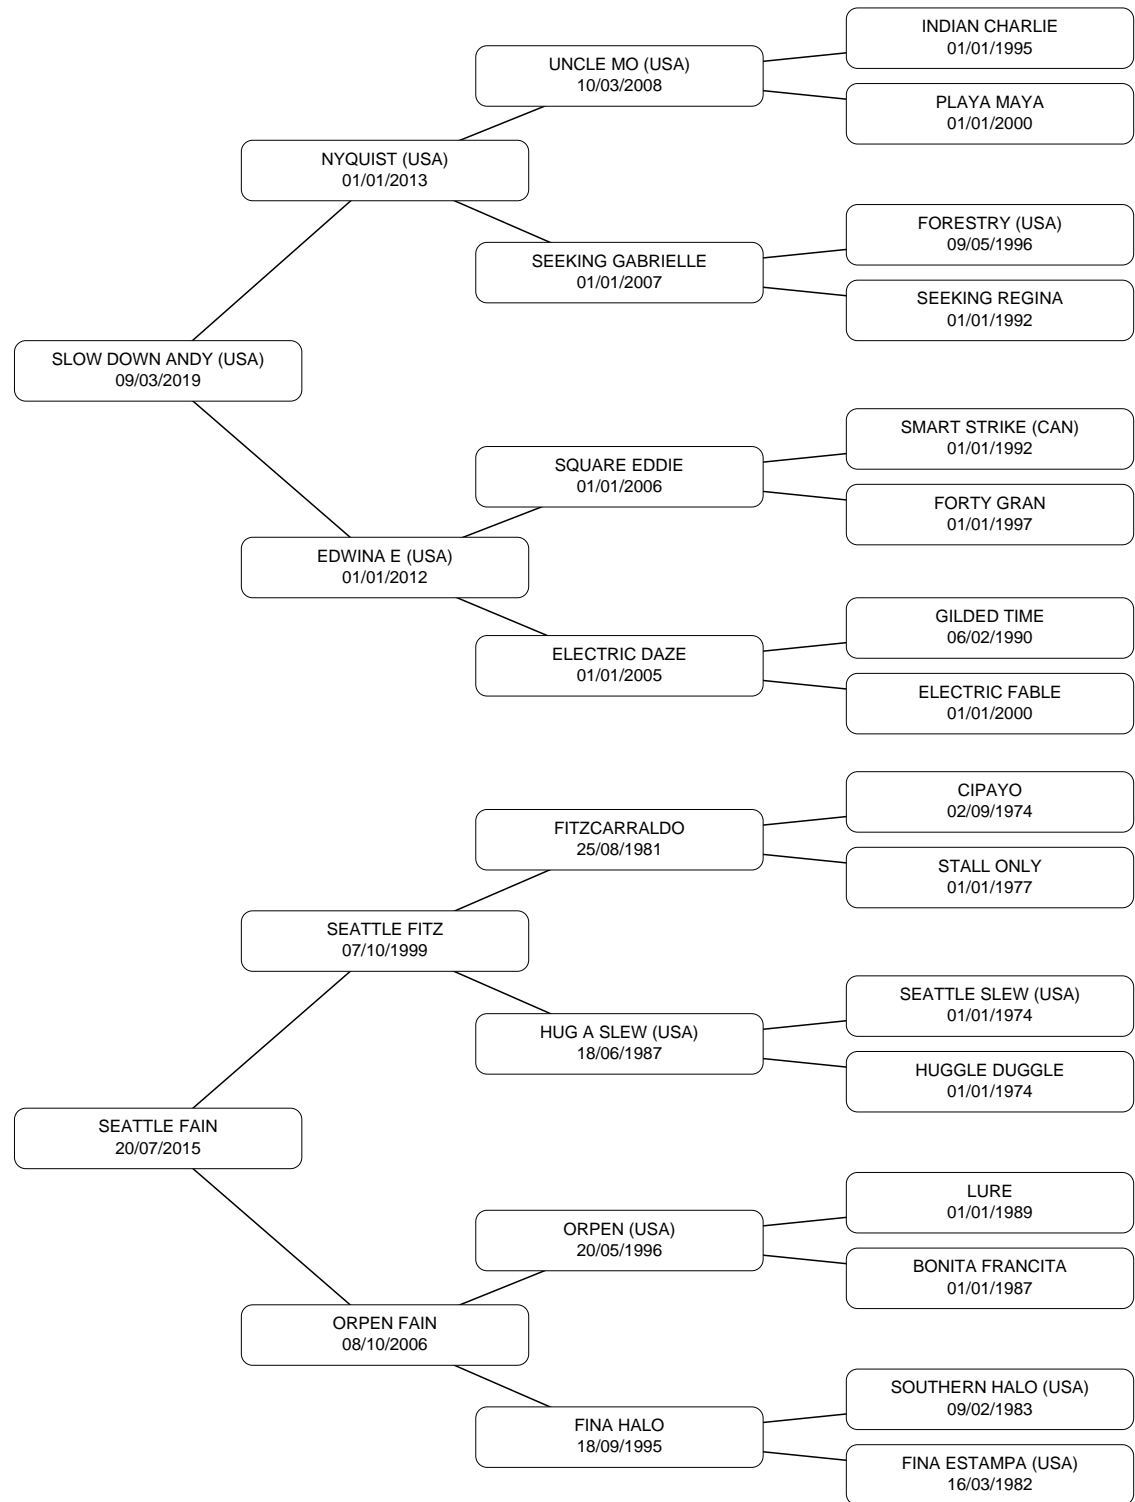 INDIAN CHARLIE
01/01/1995
UNCLE MO (USA)
10/03/2008
PLAYA MAYA
01/01/2000
NYQUIST (USA)
01/01/2013
FORESTRY (USA)
09/05/1996
SEEKING GABRIELLE
01/01/2007
SEEKING REGINA
01/01/1992
SLOW DOWN ANDY (USA)
09/03/2019
SMART STRIKE (CAN)
01/01/1992
SQUARE EDDIE
01/01/2006
FORTY GRAN
01/01/1997
EDWINA E (USA)
01/01/2012
GILDED TIME
06/02/1990
ELECTRIC DAZE
01/01/2005
ELECTRIC FABLE
01/01/2000
CIPAYO
02/09/1974
FITZCARRALDO
25/08/1981
STALL ONLY
01/01/1977
SEATTLE FITZ
07/10/1999
SEATTLE SLEW (USA)
01/01/1974
HUG A SLEW (USA)
18/06/1987
HUGGLE DUGGLE
01/01/1974
SEATTLE FAIN
20/07/2015
LURE
01/01/1989
ORPEN (USA)
20/05/1996
BONITA FRANCITA
01/01/1987
ORPEN FAIN
08/10/2006
SOUTHERN HALO (USA)
09/02/1983
FINA HALO
18/09/1995
FINA ESTAMPA (USA)
16/03/1982